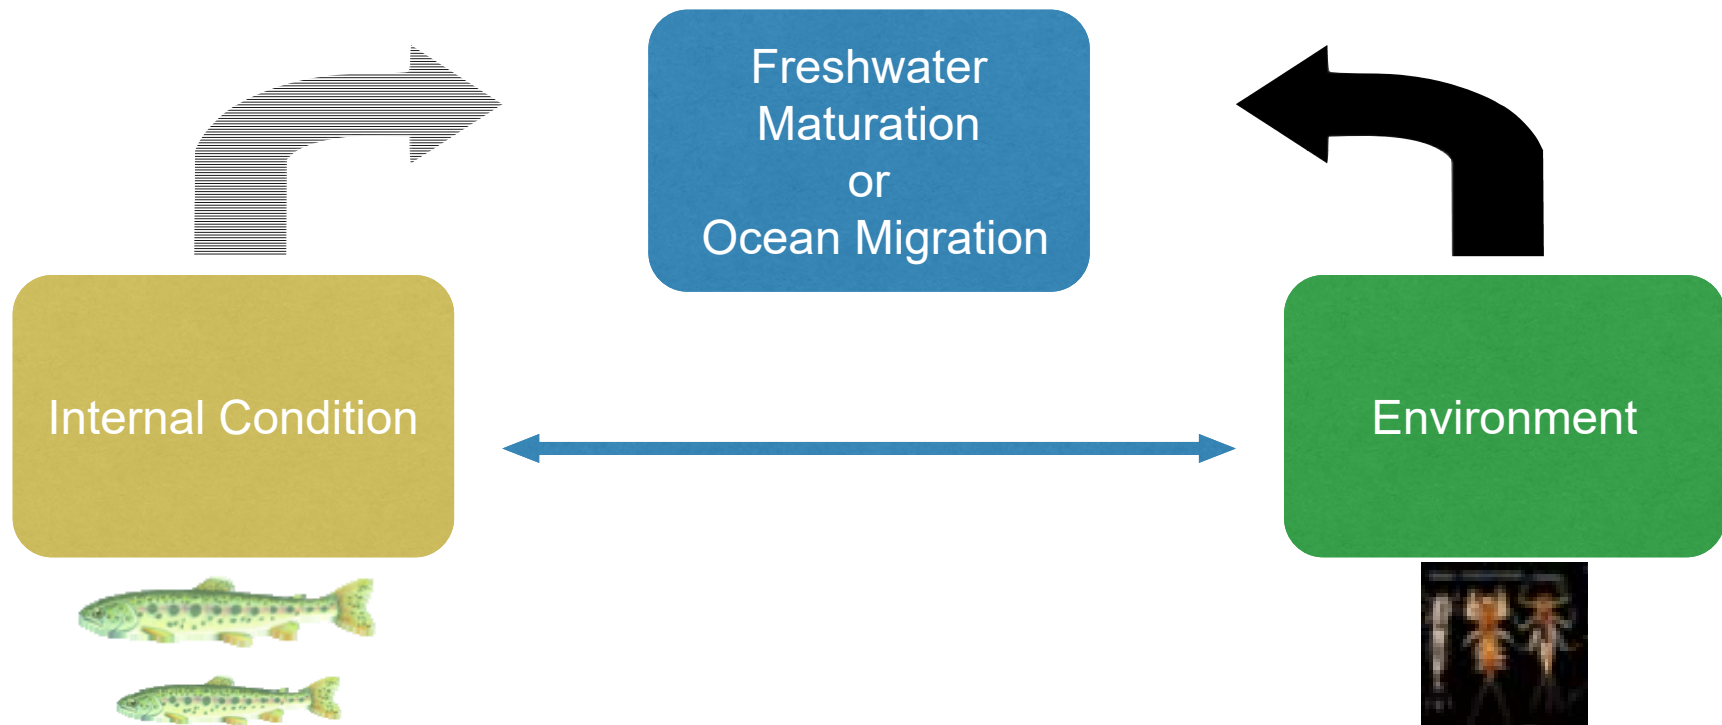 Freshwater
Maturation
or
Ocean Migration
Internal Condition
Environment